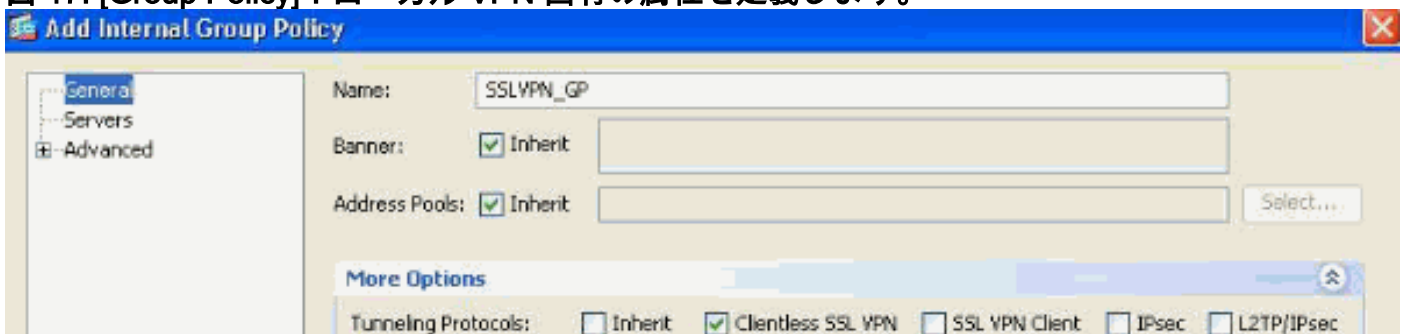 Add Internal Group Policy
General
Servers
Advanced
Name: SSLVPN_GP
Banner: Inherit
Address Pools: Inherit Select...
More Options
Tunneling Protocols: Inherit Clientless SSL VPN SSL VPN Client IPsec L2TP/IPsec